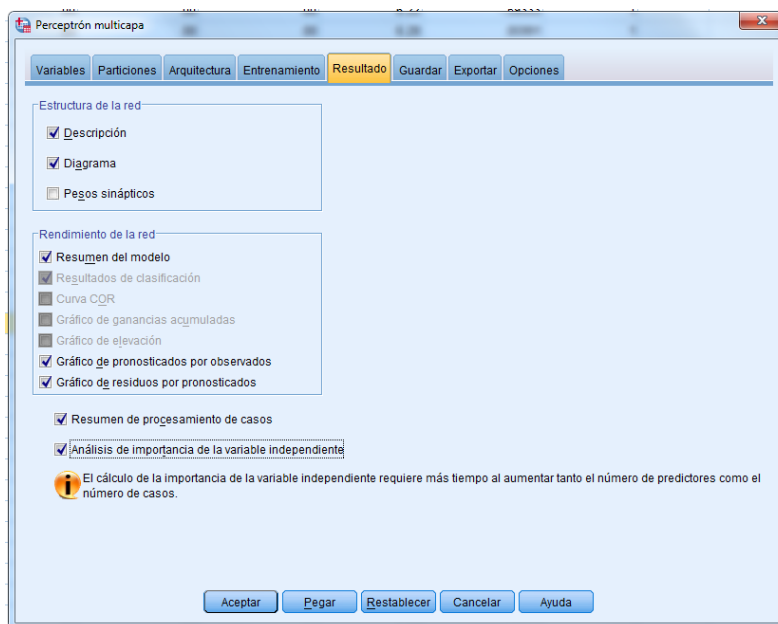 Perceptrón multicapa
Variables Particiones Arquitectura Entrenamiento Resultado Guardar Exportar Opciones
Estructura de la red
Descripción
Diagrama
Pesos sinápticos
Rendimiento de la red
Resumen del modelo
Resultados de clasificación
Curva COR
Gráfico de ganancias acumuladas
Gráfico de elevación
Gráfico de pronosticados por observados
Gráfico de residuos por pronosticados
Resumen de procesamiento de casos
Análisis de importancia de la variable independiente
El cálculo de la importancia de la variable independiente requiere más tiempo al aumentar tanto el número de predictores como el
número de casos.
Aceptar Pegar Restablecer Cancelar Ayuda